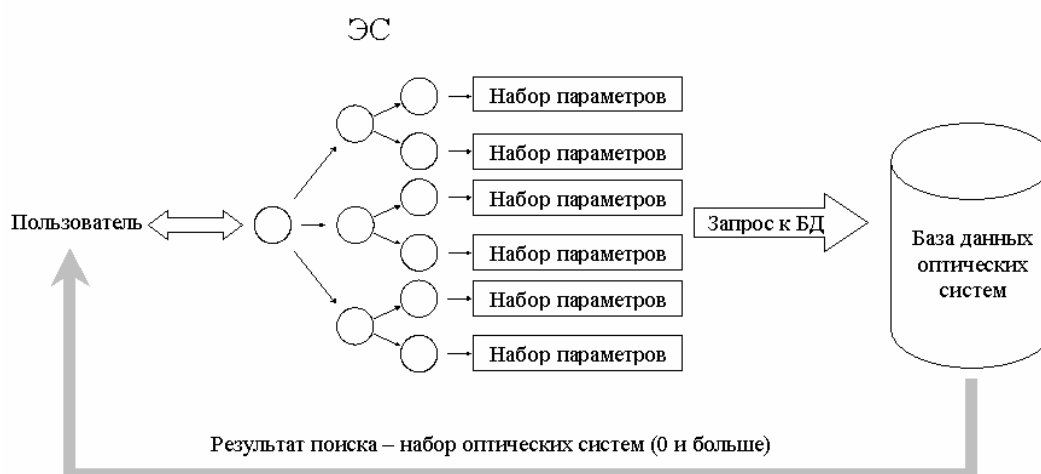 ЭС
Набор параметров
Набор параметров
Набор параметров
Пользователь
Запрос к БД
Набор параметров
Набор параметров
Набор параметров
База данных
оптических
систем
Результат поиска – набор оптических систем (0 и больше)